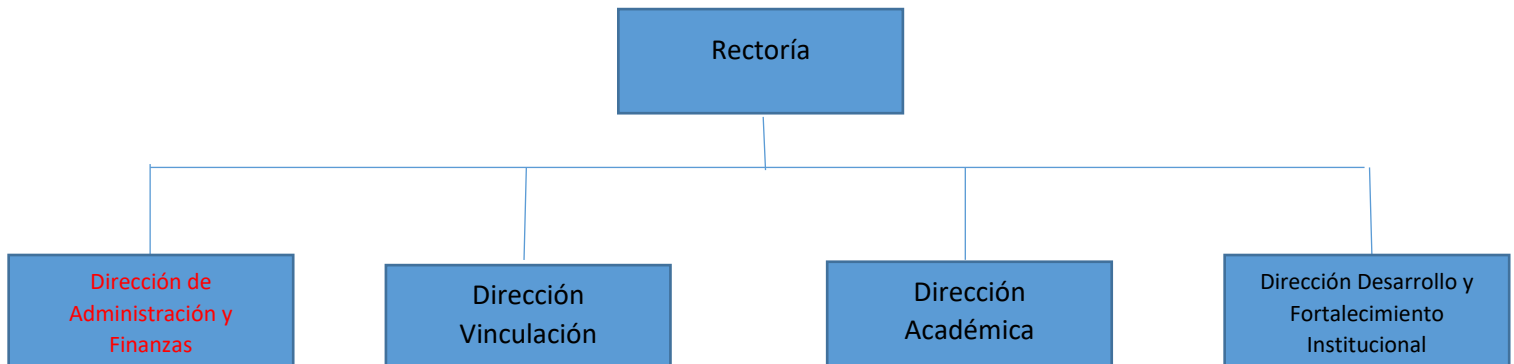 Rectoría
Dirección de
Administración y
Finanzas
Dirección
Vinculación
Dirección
Académica
Dirección Desarrollo y
Fortalecimiento
Institucional